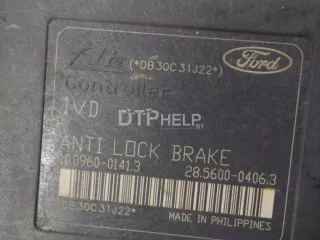 Ate (*DB30C31J22*) Ford
Controller
IVD
DTPHELP.BY
ANTI LOCK BRAKE
10.0960-0141.3 28.5600-0406.3
*DB30C31J22* MADE IN PHILIPPINES